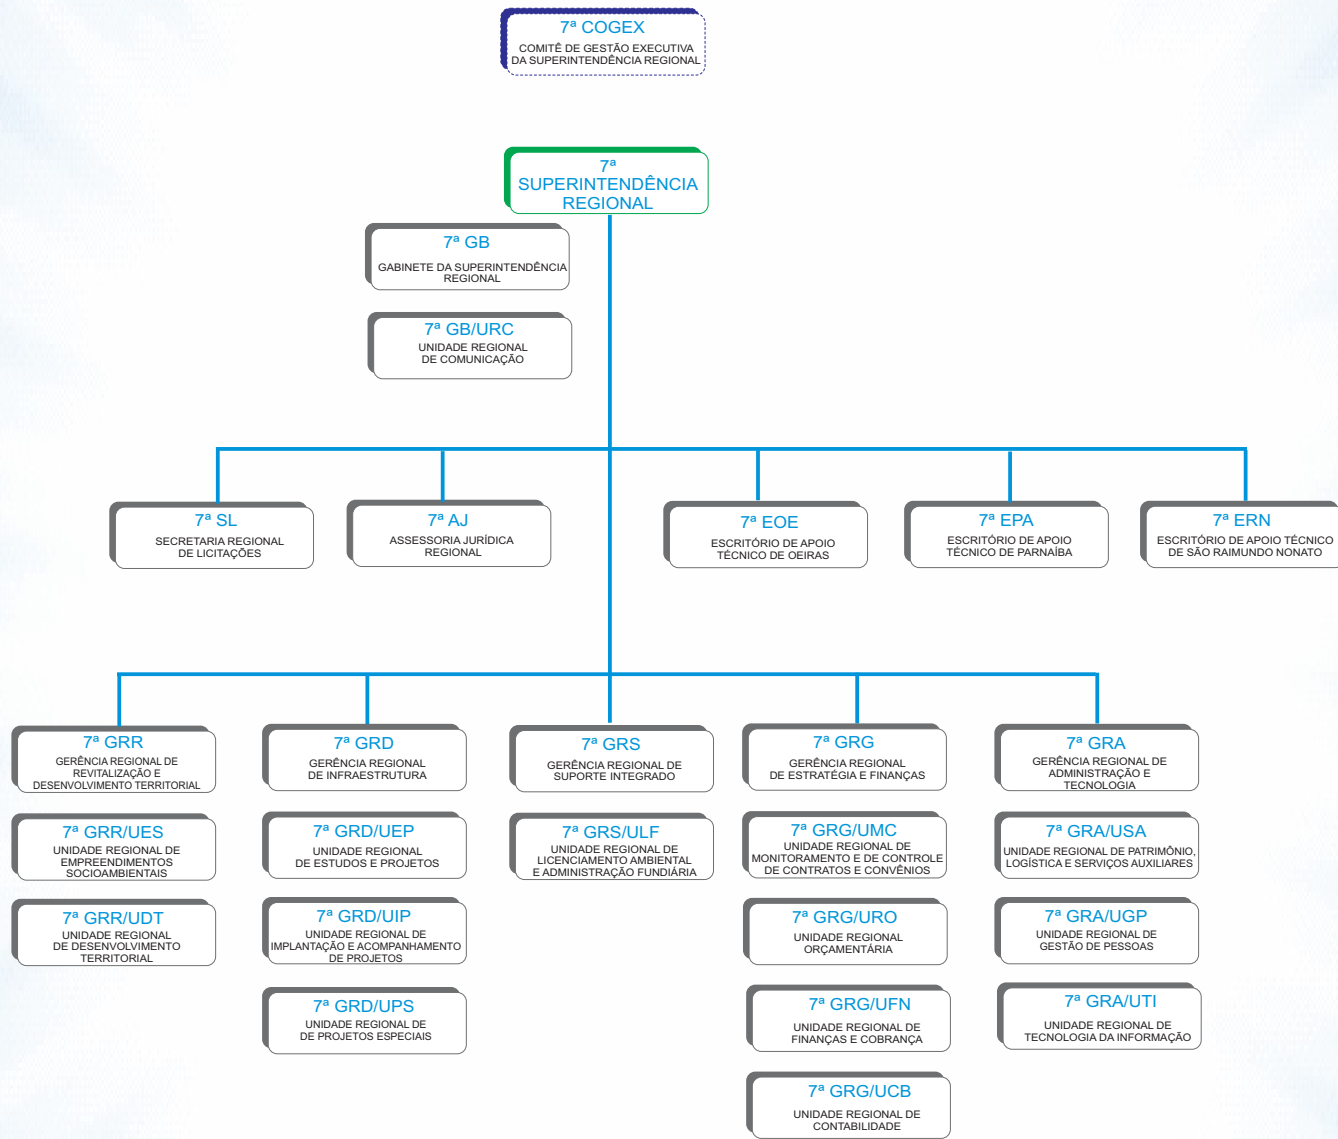 7ª COGEX
COMITÊ DE GESTÃO EXECUTIVA
DA SUPERINTENDÊNCIA REGIONAL
7ª
SUPERINTENDÊNCIA
REGIONAL
7ª GB
GABINETE DA SUPERINTENDÊNCIA
REGIONAL
7ª GB/URC
UNIDADE REGIONAL
DE COMUNICAÇÃO
7ª SL
SECRETARIA REGIONAL
DE LICITAÇÕES
7ª AJ
ASSESSORIA JURÍDICA
REGIONAL
7ª EOE
ESCRITÓRIO DE APOIO
TÉCNICO DE OEIRAS
7ª EPA
ESCRITÓRIO DE APOIO
TÉCNICO DE PARNAÍBA
7ª ERN
ESCRITÓRIO DE APOIO TÉCNICO
DE SÃO RAIMUNDO NONATO
7ª GRR
GERÊNCIA REGIONAL DE
REVITALIZAÇÃO E
DESENVOLVIMENTO TERRITORIAL
7ª GRR/UES
UNIDADE REGIONAL DE
EMPREENDIMENTOS
SOCIOAMBIENTAIS
7ª GRR/UDT
UNIDADE REGIONAL
DE DESENVOLVIMENTO
TERRITORIAL
7ª GRD
GERÊNCIA REGIONAL
DE INFRAESTRUTURA
7ª GRD/UEP
UNIDADE REGIONAL
DE ESTUDOS E PROJETOS
7ª GRD/UIP
UNIDADE REGIONAL DE
IMPLANTAÇÃO E ACOMPANHAMENTO
DE PROJETOS
7ª GRD/UPS
UNIDADE REGIONAL DE
DE PROJETOS ESPECIAIS
7ª GRS
GERÊNCIA REGIONAL DE
SUPORTE INTEGRADO
7ª GRS/ULF
UNIDADE REGIONAL DE
LICENCIAMENTO AMBIENTAL
E ADMINISTRAÇÃO FUNDIÁRIA
7ª GRG
GERÊNCIA REGIONAL
DE ESTRATÉGIA E FINANÇAS
7ª GRG/UMC
UNIDADE REGIONAL DE
MONITORAMENTO E DE CONTROLE
DE CONTRATOS E CONVÊNIOS
7ª GRG/URO
UNIDADE REGIONAL
ORÇAMENTÁRIA
7ª GRG/UFN
UNIDADE REGIONAL DE
FINANÇAS E COBRANÇA
7ª GRG/UCB
UNIDADE REGIONAL DE
CONTABILIDADE
7ª GRA
GERÊNCIA REGIONAL DE
ADMINISTRAÇÃO E
TECNOLOGIA
7ª GRA/USA
UNIDADE REGIONAL DE PATRIMÔNIO,
LOGÍSTICA E SERVIÇOS AUXILIARES
7ª GRA/UGP
UNIDADE REGIONAL DE
GESTÃO DE PESSOAS
7ª GRA/UTI
UNIDADE REGIONAL DE
TECNOLOGIA DA INFORMAÇÃO